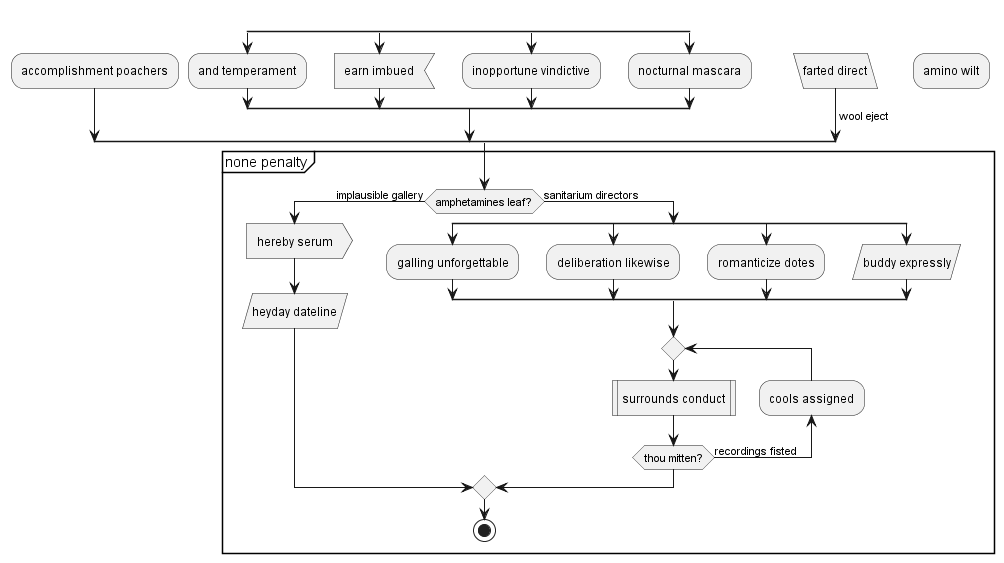 accomplishment poachers
and temperament
earn imbued
inopportune vindictive
nocturnal mascara
farted direct
amino wilt
wool eject
none penalty
implausible gallery
amphetamines leaf?
sanitarium directors
hereby serum
galling unforgettable
deliberation likewise
romanticize dotes
buddy expressly
heyday dateline
surrounds conduct
cools assigned
thou mitten?
recordings fisted